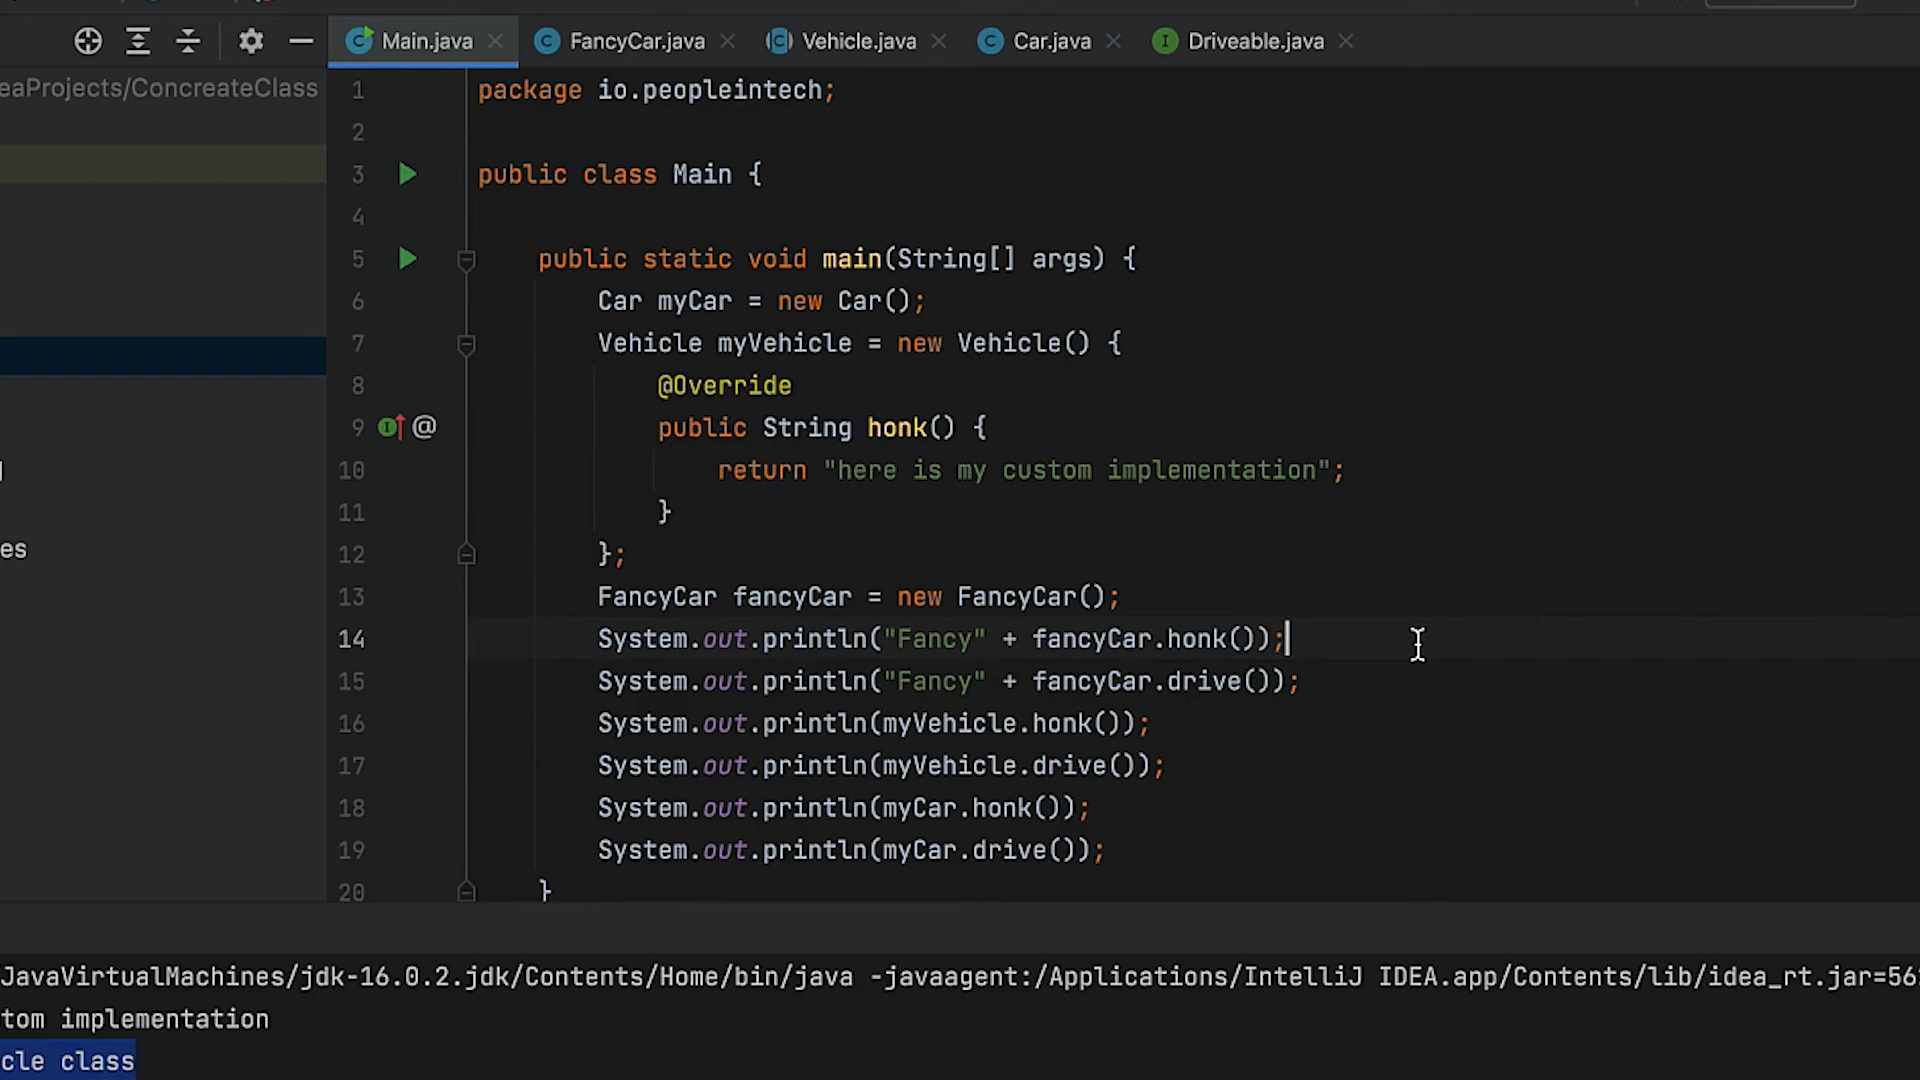 Main.java FancyCar.java Vehicle.java Car.java Driveable.java
eaProjects/ConcreateClass
es
1 package io.peopleintech;
2
3 public class Main {
4
5 public static void main(String[] args) {
6 Car myCar = new Car();
7 Vehicle myVehicle = new Vehicle() {
8 @Override
9 @ public String honk() {
10 return "here is my custom implementation";
11 }
12 };
13 FancyCar fancyCar = new FancyCar();
14 System.out.println("Fancy" + fancyCar.honk());
15 System.out.println("Fancy" + fancyCar.drive());
16 System.out.println(myVehicle.honk());
17 System.out.println(myVehicle.drive());
18 System.out.println(myCar.honk());
19 System.out.println(myCar.drive());
20 }
JavaVirtualMachines/jdk-16.0.2.jdk/Contents/Home/bin/java -javaagent:/Applications/IntelliJ IDEA.app/Contents/lib/idea_rt.jar=56
tom implementation
cle class